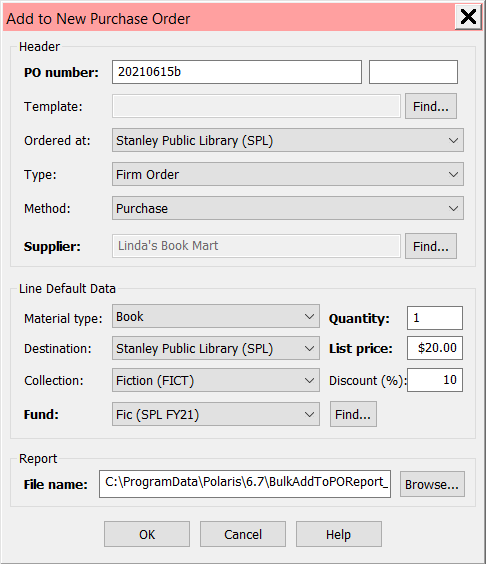 Add to New Purchase Order
Header
PO number: 20210615b
Template: Find...
Ordered at: Stanley Public Library (SPL)
Type: Firm Order
Method: Purchase
Supplier: Linda's Book Mart Find...
Line Default Data
Material type: Book Quantity: 1
Destination: Stanley Public Library (SPL) List price: $20.00
Collection: Fiction (FICT) Discount (%): 10
Fund: Fic (SPL FY21) Find...
Report
File name: C:\ProgramData\Polaris\6.7\BulkAddToPOReport_ Browse...
OK Cancel Help